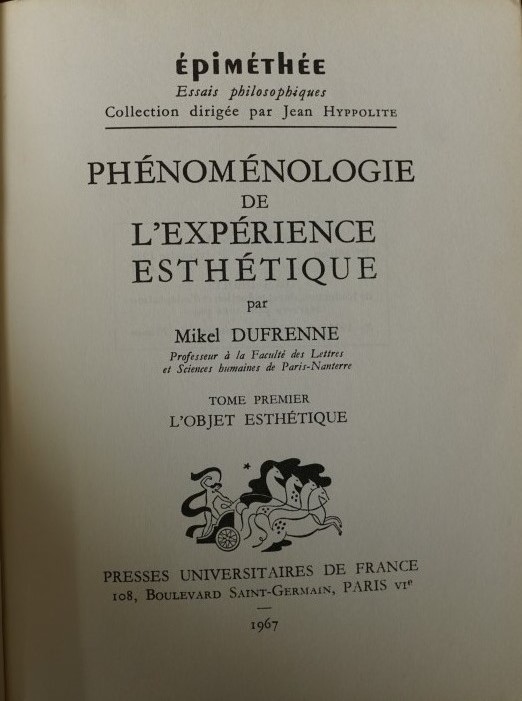 épiméthée
Essais philosophiques
Collection dirigée par Jean Hyppolite
PHÉNOMÉNOLOGIE
DE
L'EXPÉRIENCE
ESTHÉTIQUE
par
Mikel DUFRENNE
Professeur à la Faculté des Lettres
et Sciences humaines de Paris-Nanterre
TOME PREMIER
L'OBJET ESTHÉTIQUE
PRESSES UNIVERSITAIRES DE FRANCE
108, Boulevard Saint-Germain, PARIS VIe
1967